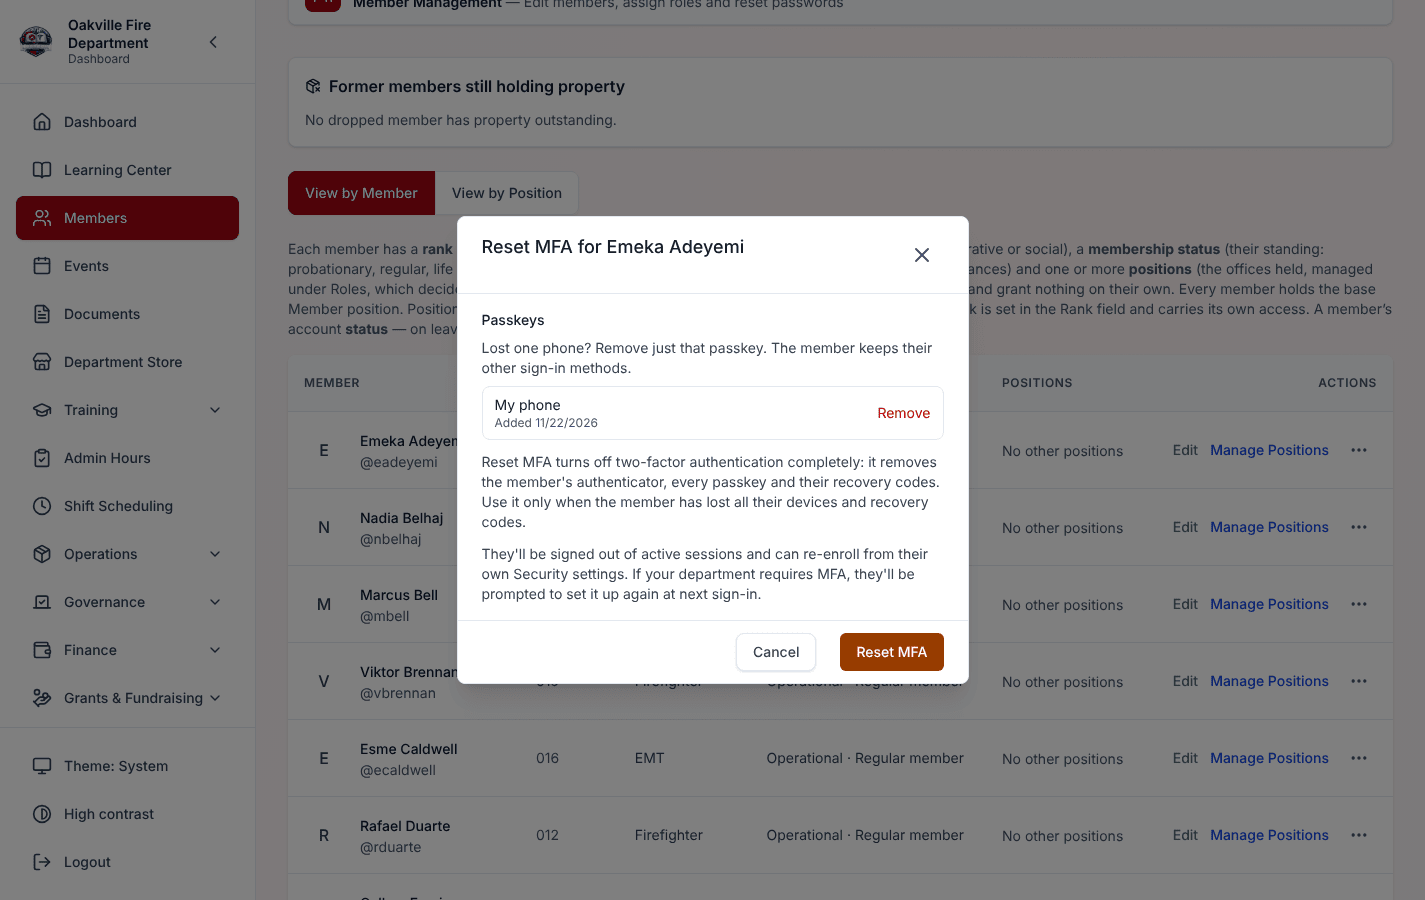 Oakville Fire
Department
Dashboard
Dashboard
Learning Center
Members
Events
Documents
Department Store
Training
Admin Hours
Shift Scheduling
Operations
Governance
Finance
Grants & Fundraising
Theme: System
High contrast
Logout
Member Management — Edit members, assign roles and reset passwords
Former members still holding property
No dropped member has property outstanding.
View by Member
View by Position
Each member has a rank rative or social), a membership status (their standing:
probationary, regular, life ances) and one or more positions (the offices held, managed
under Roles, which decide and grant nothing on their own. Every member holds the base
Member position. Position k is set in the Rank field and carries its own access. A member’s
account status — on leav
MEMBER POSITIONS ACTIONS
E
Emeka Adeyem
@eadeyemi
No other positions
Edit Manage Positions
N
Nadia Belhaj
@nbelhaj
No other positions
Edit Manage Positions
M
Marcus Bell
@mbell
No other positions
Edit Manage Positions
V
Viktor Brennan
@vbrennan
Firefighter
Operational · Regular member
No other positions
Edit Manage Positions
E
Esme Caldwell
@ecaldwell
016
EMT
Operational · Regular member
No other positions
Edit Manage Positions
R
Rafael Duarte
@rduarte
012
Firefighter
Operational · Regular member
No other positions
Edit Manage Positions
Reset MFA for Emeka Adeyemi
Passkeys
Lost one phone? Remove just that passkey. The member keeps their
other sign-in methods.
My phone
Added 11/22/2026
Remove
Reset MFA turns off two-factor authentication completely: it removes
the member's authenticator, every passkey and their recovery codes.
Use it only when the member has lost all their devices and recovery
codes.
They'll be signed out of active sessions and can re-enroll from their
own Security settings. If your department requires MFA, they'll be
prompted to set it up again at next sign-in.
Cancel
Reset MFA